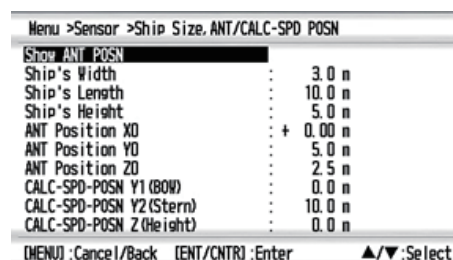 Menu >Sensor >Ship Size, ANT/CALC-SPD POSN
Show ANT POSN
Ship's Width : 3.0 m
Ship's Length : 10.0 m
Ship's Height : 5.0 m
ANT Position X0 : + 0.00 m
ANT Position Y0 : 5.0 m
ANT Position Z0 : 2.5 m
CALC-SPD-POSN Y1(BOW) : 0.0 m
CALC-SPD-POSN Y2(Stern) : 10.0 m
CALC-SPD-POSN Z(Height) : 0.0 m
[MENU] :Cancel/Back [ENT/CNTR] :Enter ▲/▼:Select